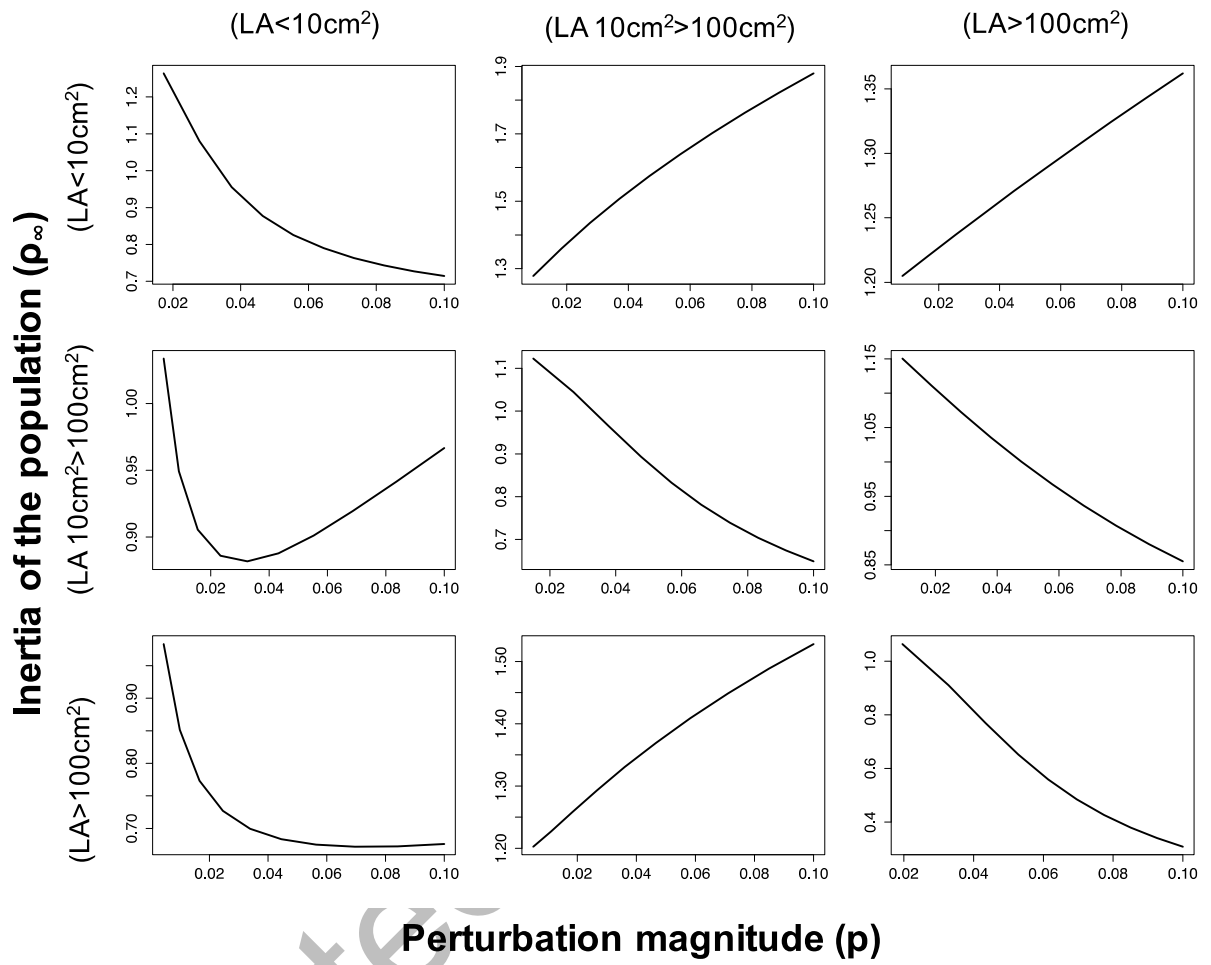 (LA<10cm²) (LA 10cm²>100cm²) (LA>100cm²)
Inertia of the population (ρ∞)
(LA<10cm²)
0.7 0.8 0.9 1.0 1.1 1.2
0.02 0.04 0.06 0.08 0.10
1.3 1.5 1.7 1.9
0.02 0.04 0.06 0.08 0.10
1.20 1.25 1.30 1.35
0.02 0.04 0.06 0.08 0.10
(LA 10cm²>100cm²)
0.90 0.95 1.00
0.02 0.04 0.06 0.08 0.10
0.7 0.8 0.9 1.0 1.1
0.02 0.04 0.06 0.08 0.10
0.85 0.95 1.05 1.15
0.02 0.04 0.06 0.08 0.10
(LA>100cm²)
0.70 0.80 0.90
0.02 0.04 0.06 0.08 0.10
1.20 1.30 1.40 1.50
0.02 0.04 0.06 0.08 0.10
0.4 0.6 0.8 1.0
0.02 0.04 0.06 0.08 0.10
Perturbation magnitude (p)